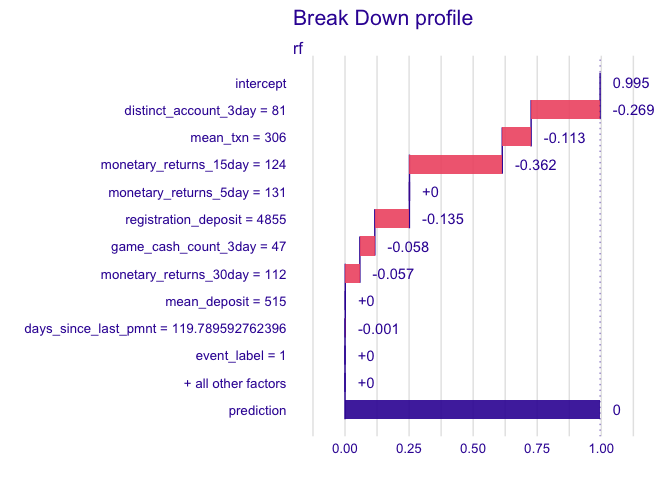 Break Down profile
rf
intercept 0.995
distinct_account_3day = 81 -0.269
mean_txn = 306 -0.113
monetary_returns_15day = 124 -0.362
monetary_returns_5day = 131 +0
registration_deposit = 4855 -0.135
game_cash_count_3day = 47 -0.058
monetary_returns_30day = 112 -0.057
mean_deposit = 515 +0
days_since_last_pmnt = 119.789592762396 -0.001
event_label = 1 +0
+ all other factors +0
prediction 0
0.00 0.25 0.50 0.75 1.00